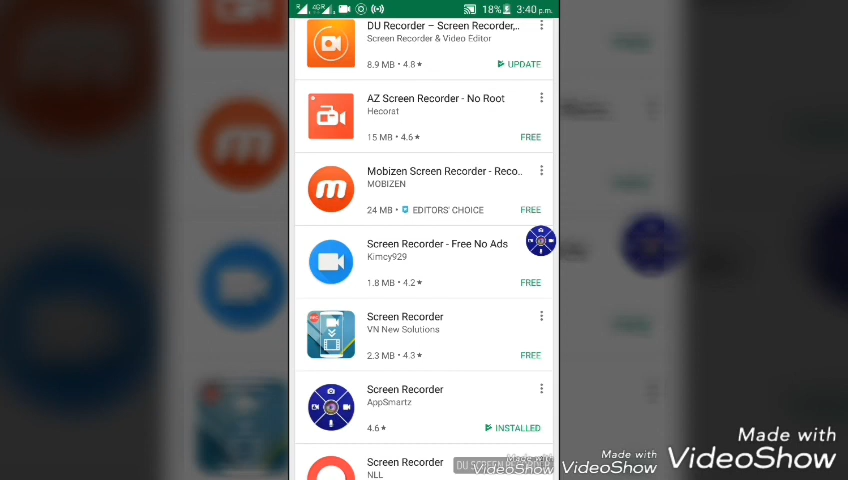 R 4GR 18% 3:40 p.m.
DU Recorder – Screen Recorder,..
Screen Recorder & Video Editor
8.9 MB • 4.8 ★ UPDATE
AZ Screen Recorder - No Root
Hecorat
15 MB • 4.6 ★ FREE
Mobizen Screen Recorder - Reco..
MOBIZEN
24 MB • EDITORS' CHOICE FREE
Screen Recorder - Free No Ads
Kimcy929
1.8 MB • 4.2 ★ FREE
Screen Recorder
VN New Solutions
2.3 MB • 4.3 ★ FREE
Screen Recorder
AppSmartz
4.6 ★ INSTALLED
Screen Recorder
NLL
DU SCREEN RECORDER
Made with
VideoShow
Made with
VideoShow
Made with
VideoShow